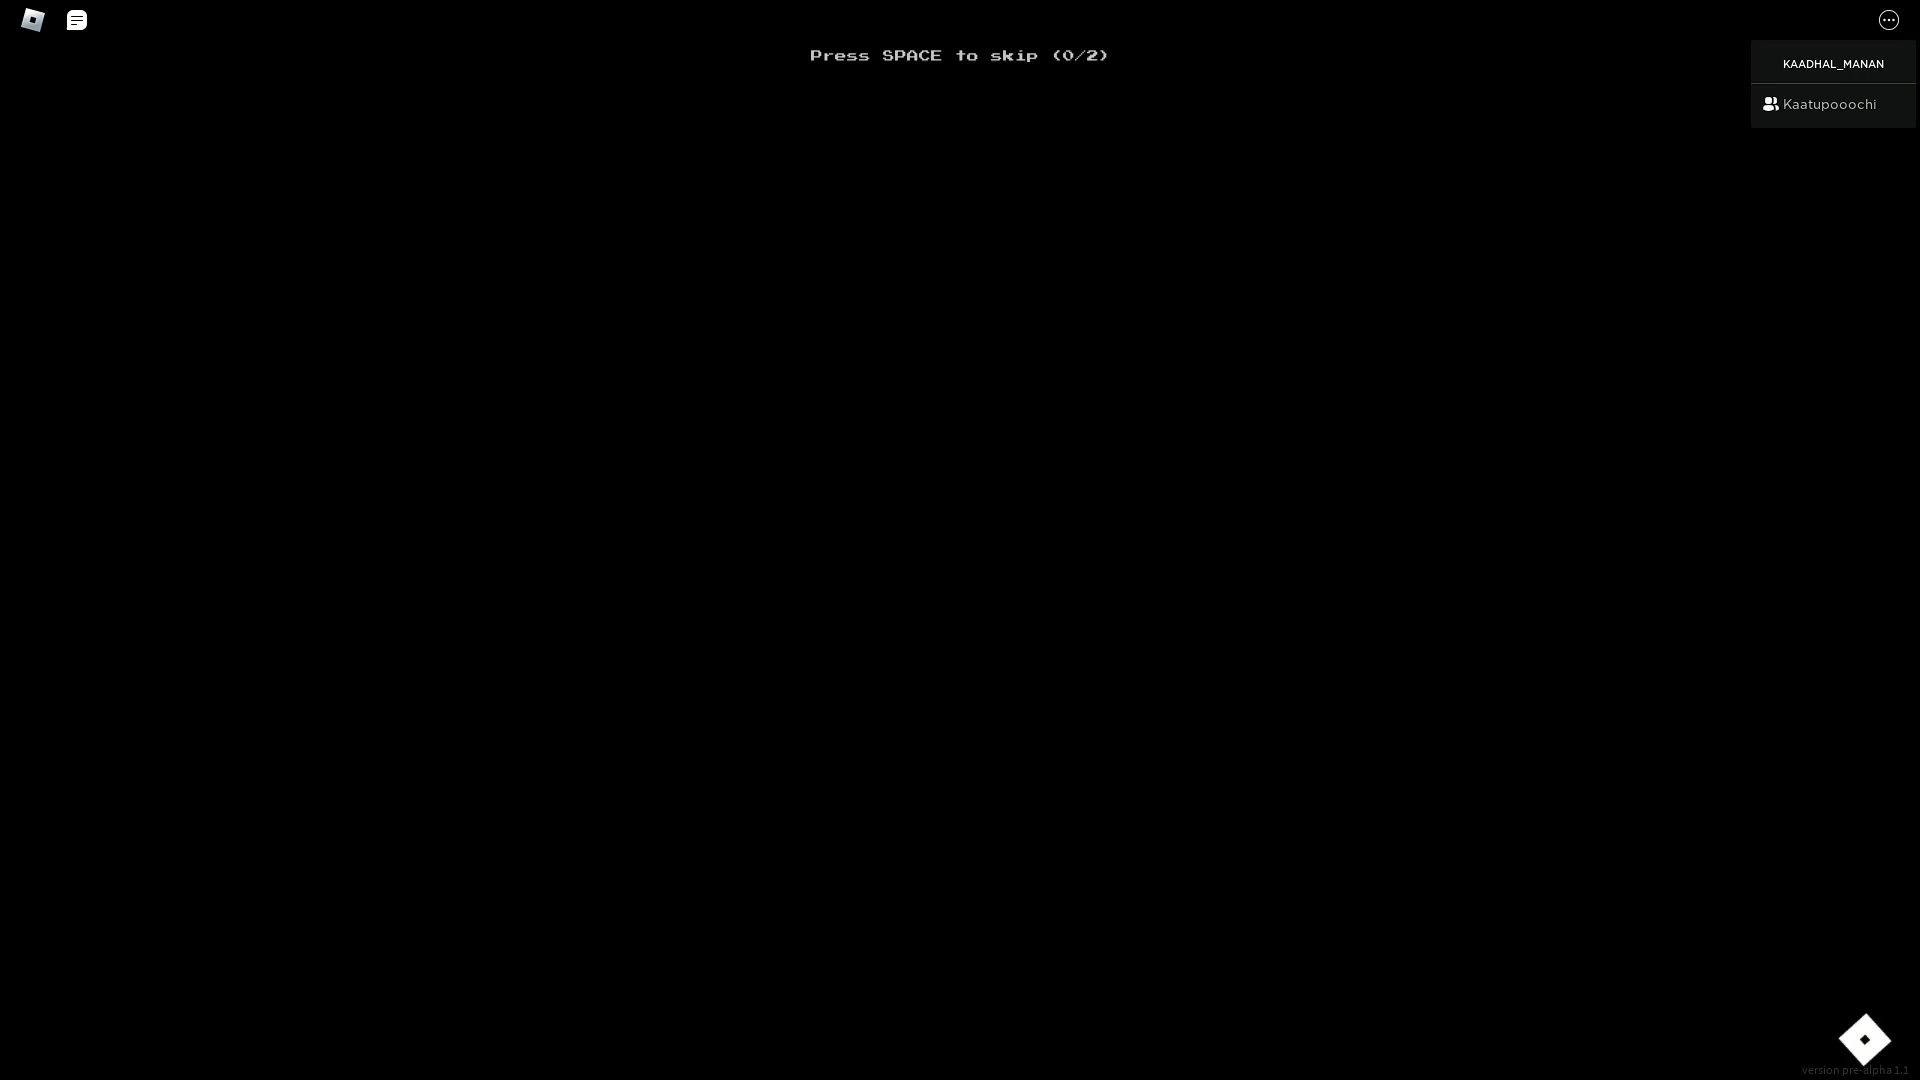 Press SPACE to skip (0/2)
KAADHAL_MANAN
Kaatupooochi
version pre-alpha 1.1